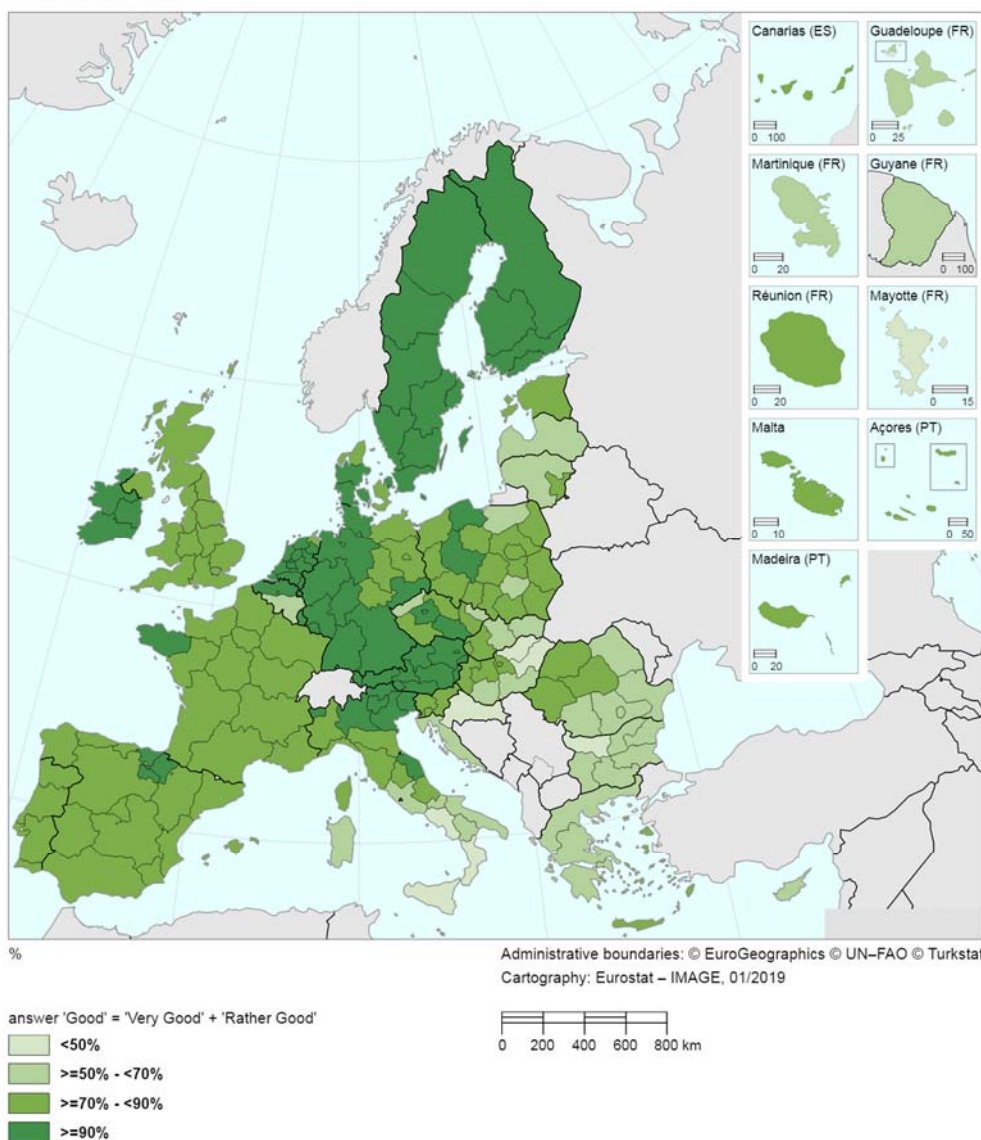 Canarias (ES)
0 100
Guadeloupe (FR)
0 25
Martinique (FR)
0 20
Guyane (FR)
0 100
Réunion (FR)
0 20
Mayotte (FR)
0 15
Malta
0 10
Açores (PT)
0 50
Madeira (PT)
0 20
%
Administrative boundaries: © EuroGeographics © UN–FAO © Turkstat
Cartography: Eurostat – IMAGE, 01/2019
answer 'Good' = 'Very Good' + 'Rather Good'
<50%
>=50% - <70%
>=70% - <90%
>=90%
0 200 400 600 800 km